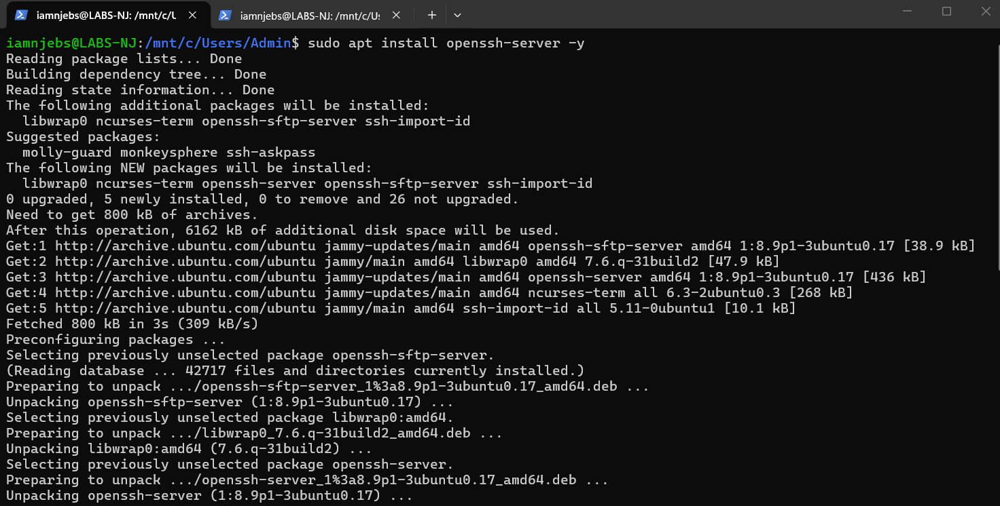 iamnjebs@LABS-NJ: /mnt/c/U
iamnjebs@LABS-NJ: /mnt/c/Us
iamnjebs@LABS-NJ:/mnt/c/Users/Admin$ sudo apt install openssh-server -y
Reading package lists... Done
Building dependency tree... Done
Reading state information... Done
The following additional packages will be installed:
  libwrap0 ncurses-term openssh-sftp-server ssh-import-id
Suggested packages:
  molly-guard monkeysphere ssh-askpass
The following NEW packages will be installed:
  libwrap0 ncurses-term openssh-server openssh-sftp-server ssh-import-id
0 upgraded, 5 newly installed, 0 to remove and 26 not upgraded.
Need to get 800 kB of archives.
After this operation, 6162 kB of additional disk space will be used.
Get:1 http://archive.ubuntu.com/ubuntu jammy-updates/main amd64 openssh-sftp-server amd64 1:8.9p1-3ubuntu0.17 [38.9 kB]
Get:2 http://archive.ubuntu.com/ubuntu jammy/main amd64 libwrap0 amd64 7.6.q-31build2 [47.9 kB]
Get:3 http://archive.ubuntu.com/ubuntu jammy-updates/main amd64 openssh-server amd64 1:8.9p1-3ubuntu0.17 [436 kB]
Get:4 http://archive.ubuntu.com/ubuntu jammy-updates/main amd64 ncurses-term all 6.3-2ubuntu0.3 [268 kB]
Get:5 http://archive.ubuntu.com/ubuntu jammy/main amd64 ssh-import-id all 5.11-0ubuntu1 [10.1 kB]
Fetched 800 kB in 3s (309 kB/s)
Preconfiguring packages ...
Selecting previously unselected package openssh-sftp-server.
(Reading database ... 42717 files and directories currently installed.)
Preparing to unpack .../openssh-sftp-server_1%3a8.9p1-3ubuntu0.17_amd64.deb ...
Unpacking openssh-sftp-server (1:8.9p1-3ubuntu0.17) ...
Selecting previously unselected package libwrap0:amd64.
Preparing to unpack .../libwrap0_7.6.q-31build2_amd64.deb ...
Unpacking libwrap0:amd64 (7.6.q-31build2) ...
Selecting previously unselected package openssh-server.
Preparing to unpack .../openssh-server_1%3a8.9p1-3ubuntu0.17_amd64.deb ...
Unpacking openssh-server (1:8.9p1-3ubuntu0.17) ...